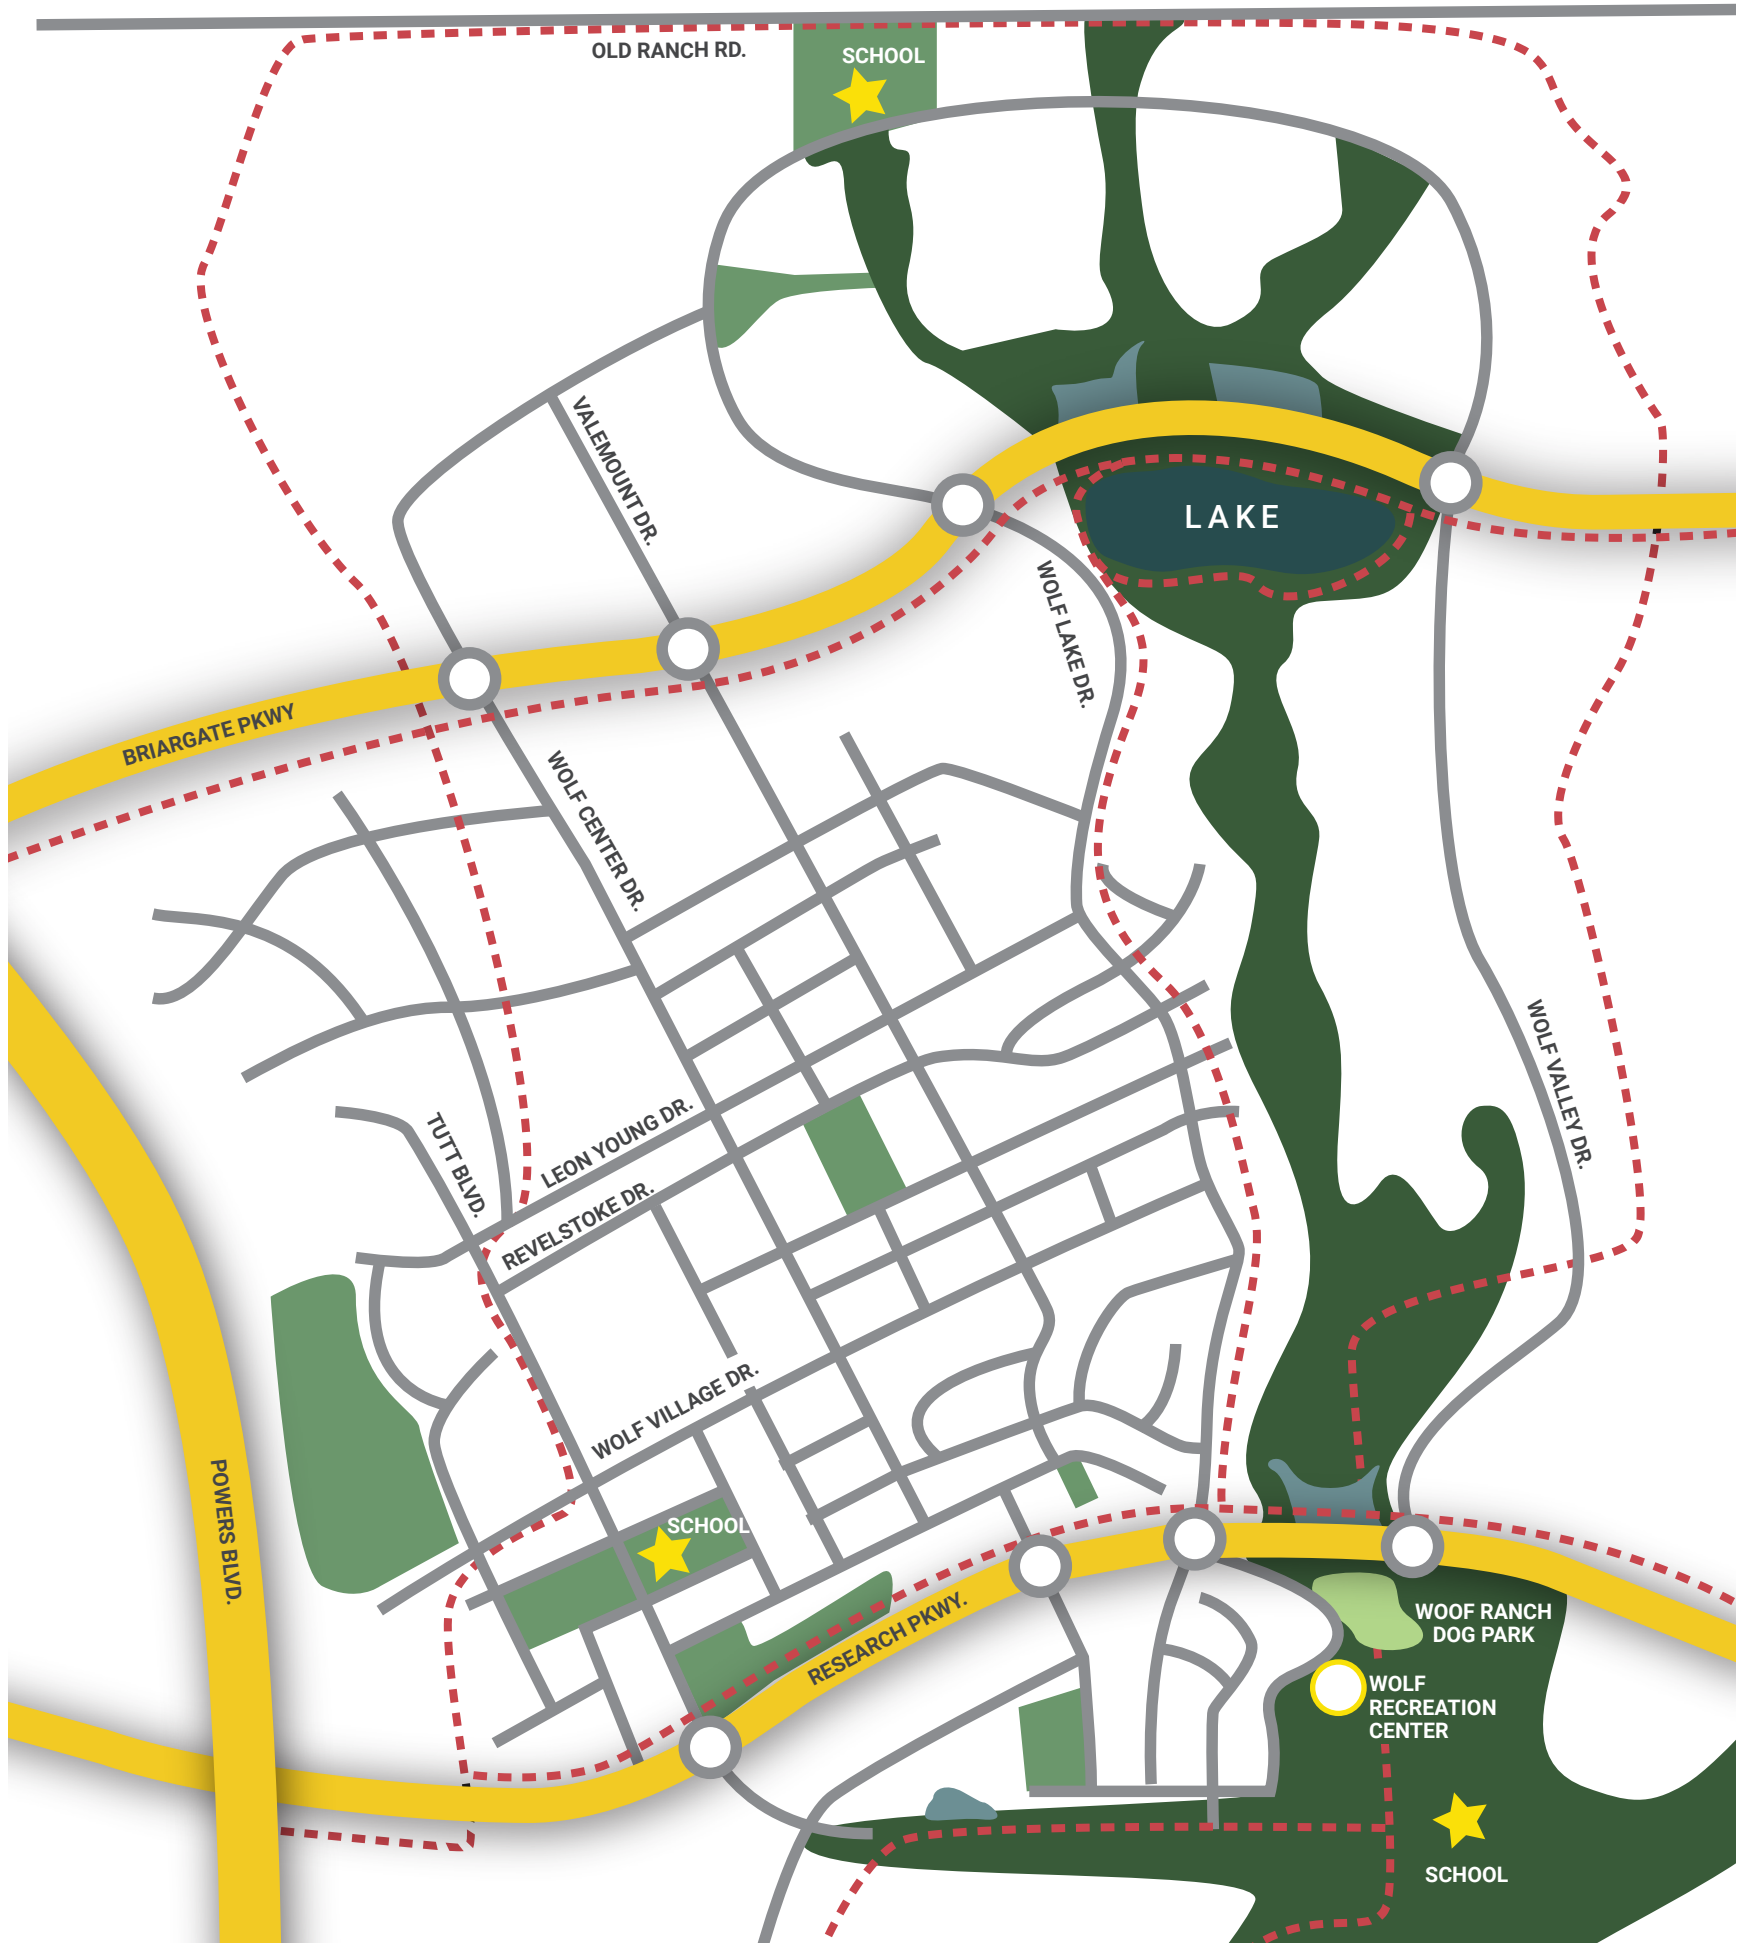 OLD RANCH RD.
SCHOOL
VALEMOUNT DR.
LAKE
WOLF LAKE DR.
BRIARGATE PKWY
WOLF CENTER DR.
WOLF VALLEY DR.
TUTT BLVD.
LEON YOUNG DR.
REVELSTOKE DR.
WOLF VILLAGE DR.
POWERS BLVD.
SCHOOL
RESEARCH PKWY.
WOOF RANCH
DOG PARK
WOLF
RECREATION
CENTER
SCHOOL